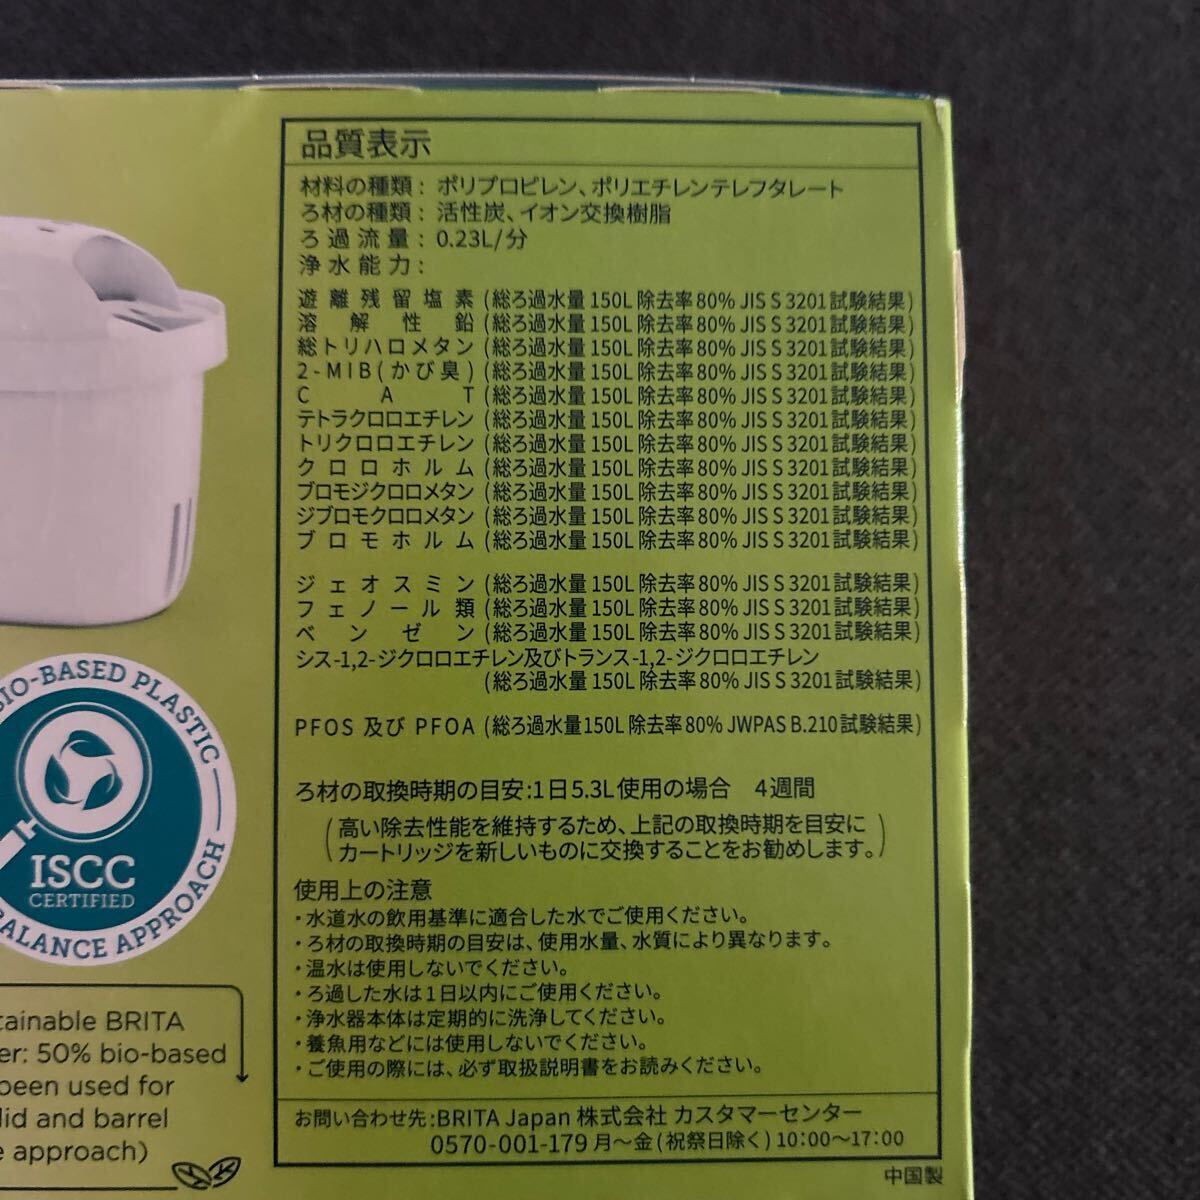 品質表示
材料の種類：ポリプロピレン、ポリエチレンテレフタレート
ろ材の種類：活性炭、イオン交換樹脂
ろ過流量：0.23L/分
浄水能力：
遊離残留塩素（総ろ過水量150L 除去率80% JIS S 3201試験結果）
溶解性鉛（総ろ過水量150L 除去率80% JIS S 3201試験結果）
総トリハロメタン（総ろ過水量150L 除去率80% JIS S 3201試験結果）
2-MIB(かび臭)（総ろ過水量150L 除去率80% JIS S 3201試験結果）
CAT（総ろ過水量150L 除去率80% JIS S 3201試験結果）
テトラクロロエチレン（総ろ過水量150L 除去率80% JIS S 3201試験結果）
トリクロロエチレン（総ろ過水量150L 除去率80% JIS S 3201試験結果）
クロロホルム（総ろ過水量150L 除去率80% JIS S 3201試験結果）
ブロモジクロロメタン（総ろ過水量150L 除去率80% JIS S 3201試験結果）
ジブロモクロロメタン（総ろ過水量150L 除去率80% JIS S 3201試験結果）
ブロモホルム（総ろ過水量150L 除去率80% JIS S 3201試験結果）
ジェオスミン（総ろ過水量150L 除去率80% JIS S 3201試験結果）
フェノール類（総ろ過水量150L 除去率80% JIS S 3201試験結果）
ベンゼン（総ろ過水量150L 除去率80% JIS S 3201試験結果）
シス-1,2-ジクロロエチレン及びトランス-1,2-ジクロロエチレン
（総ろ過水量150L 除去率80% JIS S 3201試験結果）
PFOS 及び PFOA（総ろ過水量150L 除去率80% JWPAS B.210試験結果）
ろ材の取換時期の目安：1日5.3L使用の場合 4週間
（高い除去性能を維持するため、上記の取換時期を目安に
カートリッジを新しいものに交換することをお勧めします。）
使用上の注意
・水道水の飲用基準に適合した水でご使用ください。
・ろ材の取換時期の目安は、使用水量、水質により異なります。
・温水は使用しないでください。
・ろ過した水は1日以内にご使用ください。
・浄水器本体は定期的に洗浄してください。
・養魚用などには使用しないでください。
・ご使用の際には、必ず取扱説明書をお読みください。
お問い合わせ先：BRITA Japan 株式会社 カスタマーセンター
0570-001-179 月～金(祝祭日除く)10:00～17:00
中国製
BIO-BASED PLASTIC
ISCC
CERTIFIED
BALANCE APPROACH
BRITA
: 50% bio-based
been used for
and barrel
approach)